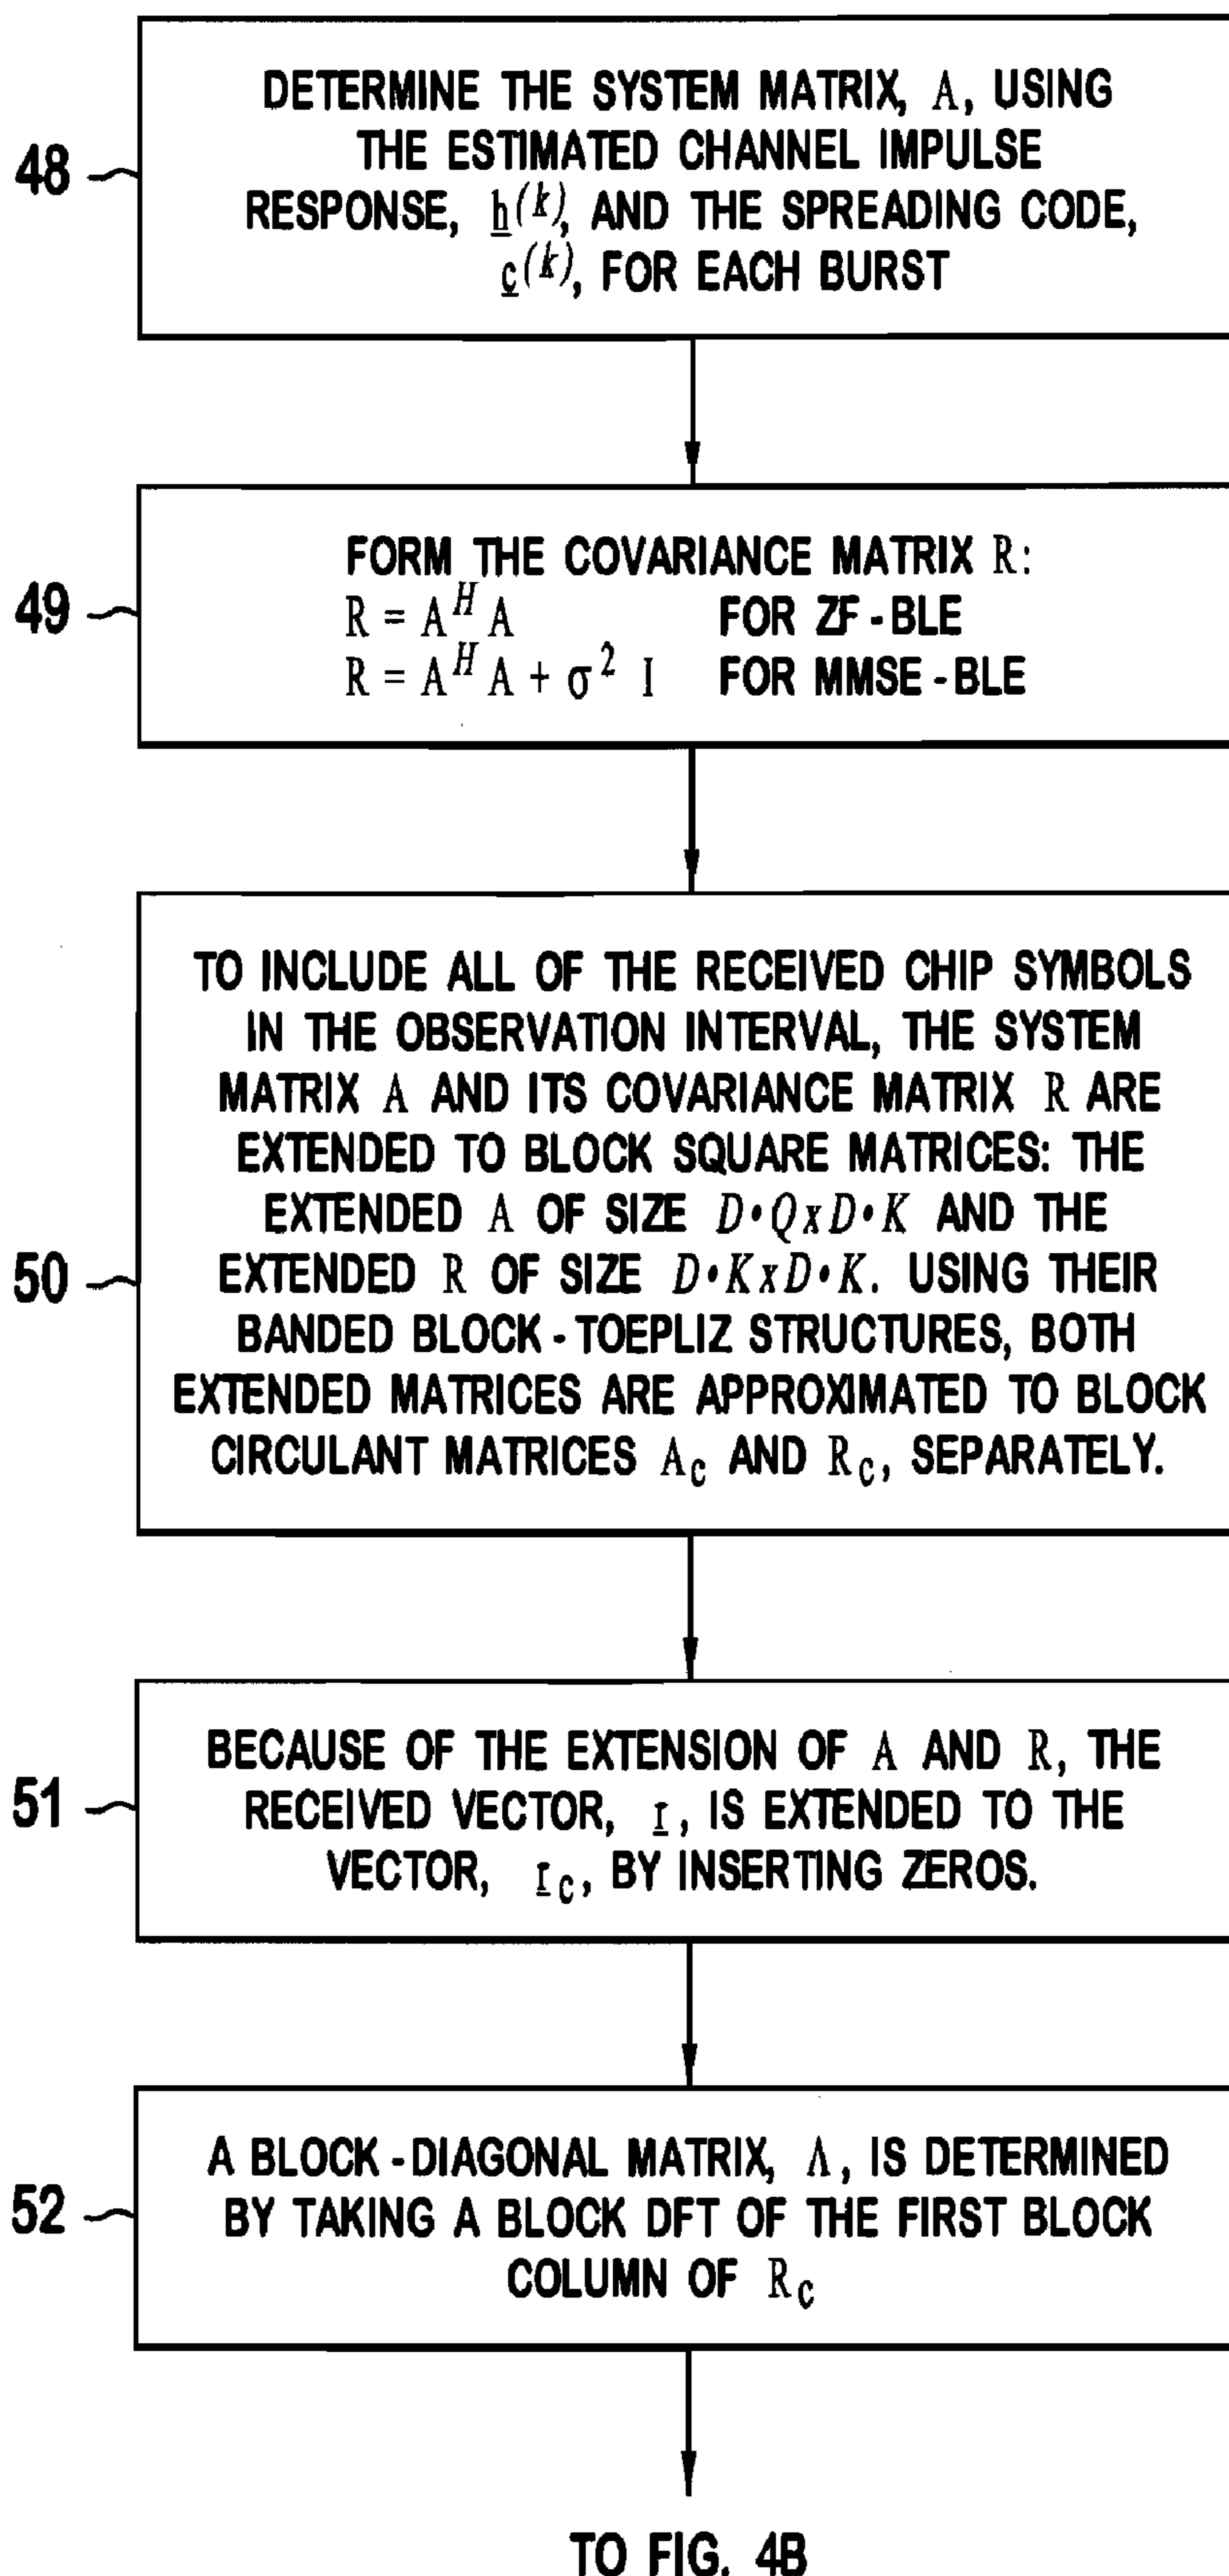 DETERMINE THE SYSTEM MATRIX, A, USING
THE ESTIMATED CHANNEL IMPULSE
48
RESPONSE, h^(k), AND THE SPREADING CODE,
c^(k), FOR EACH BURST
FORM THE COVARIANCE MATRIX R:
49
R = A^H A FOR ZF-BLE
R = A^H A + σ^2 I FOR MMSE-BLE
TO INCLUDE ALL OF THE RECEIVED CHIP SYMBOLS
IN THE OBSERVATION INTERVAL, THE SYSTEM
MATRIX A AND ITS COVARIANCE MATRIX R ARE
EXTENDED TO BLOCK SQUARE MATRICES: THE
EXTENDED A OF SIZE D•QxD•K AND THE
50
EXTENDED R OF SIZE D•KxD•K. USING THEIR
BANDED BLOCK-TOEPLIZ STRUCTURES, BOTH
EXTENDED MATRICES ARE APPROXIMATED TO BLOCK
CIRCULANT MATRICES A_c AND R_c, SEPARATELY.
BECAUSE OF THE EXTENSION OF A AND R, THE
51
RECEIVED VECTOR, r, IS EXTENDED TO THE
VECTOR, r_c, BY INSERTING ZEROS.
A BLOCK-DIAGONAL MATRIX, Λ, IS DETERMINED
52
BY TAKING A BLOCK DFT OF THE FIRST BLOCK
COLUMN OF R_c
TO FIG. 4B